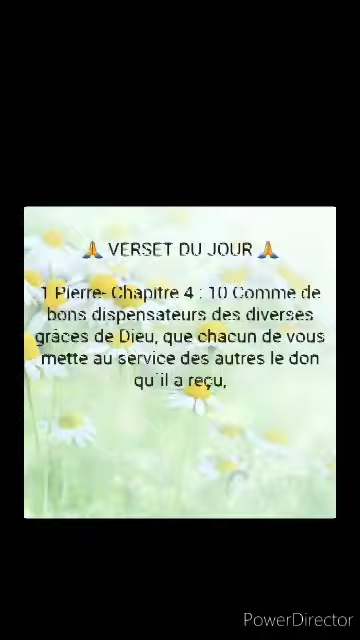 🙏 VERSET DU JOUR 🙏
1 Pierre- Chapitre 4 : 10 Comme de
bons dispensateurs des diverses
grâces de Dieu, que chacun de vous
mette au service des autres le don
qu'il a reçu,
PowerDirector